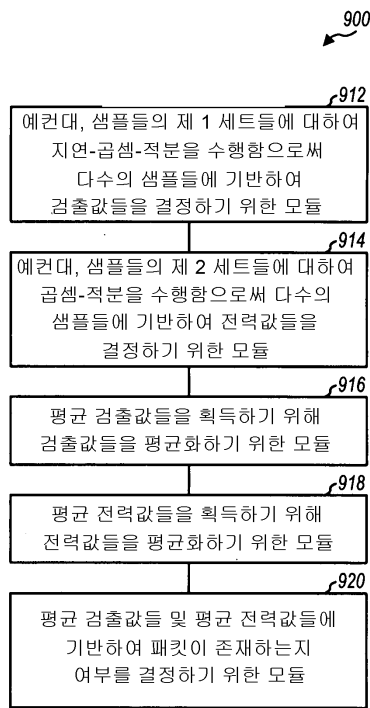 900
912
예컨대, 샘플들의 제 1 세트들에 대하여
지연-곱셈-적분을 수행함으로써
다수의 샘플들에 기반하여
검출값들을 결정하기 위한 모듈
914
예컨대, 샘플들의 제 2 세트들에 대하여
곱셈-적분을 수행함으로써 다수의
샘플들에 기반하여 전력값들을
결정하기 위한 모듈
916
평균 검출값들을 획득하기 위해
검출값들을 평균화하기 위한 모듈
918
평균 전력값들을 획득하기 위해
전력값들을 평균화하기 위한 모듈
920
평균 검출값들 및 평균 전력값들에
기반하여 패킷이 존재하는지
여부를 결정하기 위한 모듈